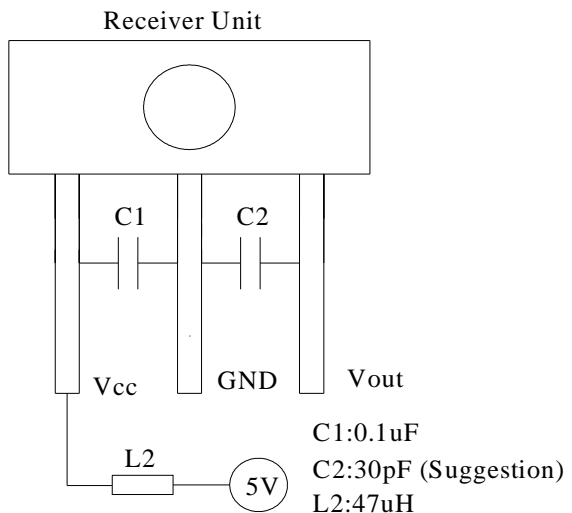 Receiver Unit
C1 C2
Vcc GND Vout
C1:0.1uF
C2:30pF (Suggestion)
L2:47uH
L2
5V